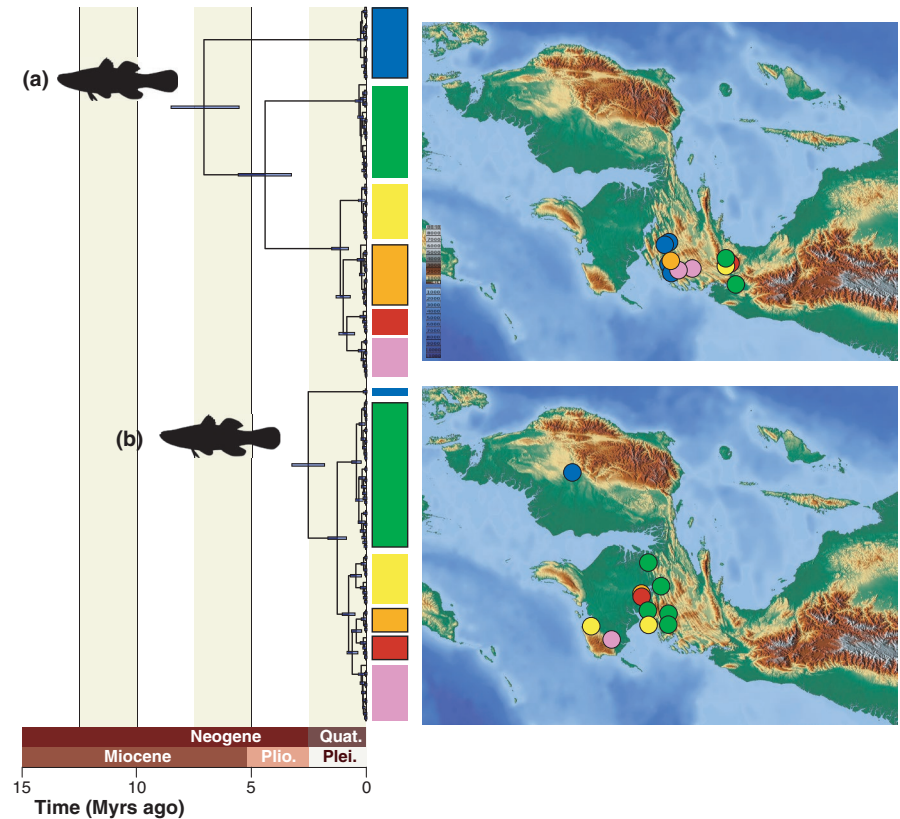 (a)
(b)
Neogene Quat.
Miocene Plio. Plei.
15 10 5 0
Time (Myrs ago)